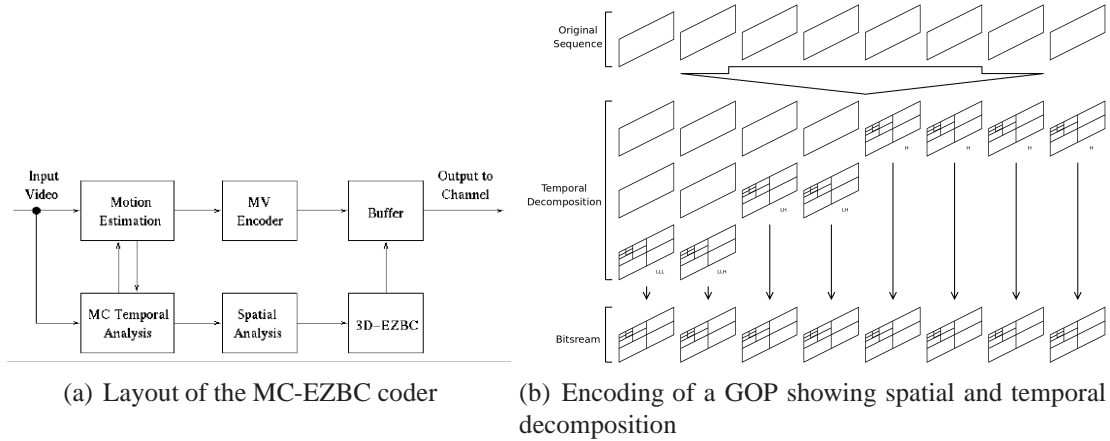 Input
Video
Motion
Estimation
MV
Encoder
Buffer
Output to
Channel
MC Temporal
Analysis
Spatial
Analysis
3D-EZBC
(a) Layout of the MC-EZBC coder
Original
Sequence
H
H
H
H
Temporal
Decomposition
LH
LH
LLL
LLH
Bitsream
(b) Encoding of a GOP showing spatial and temporal
decomposition